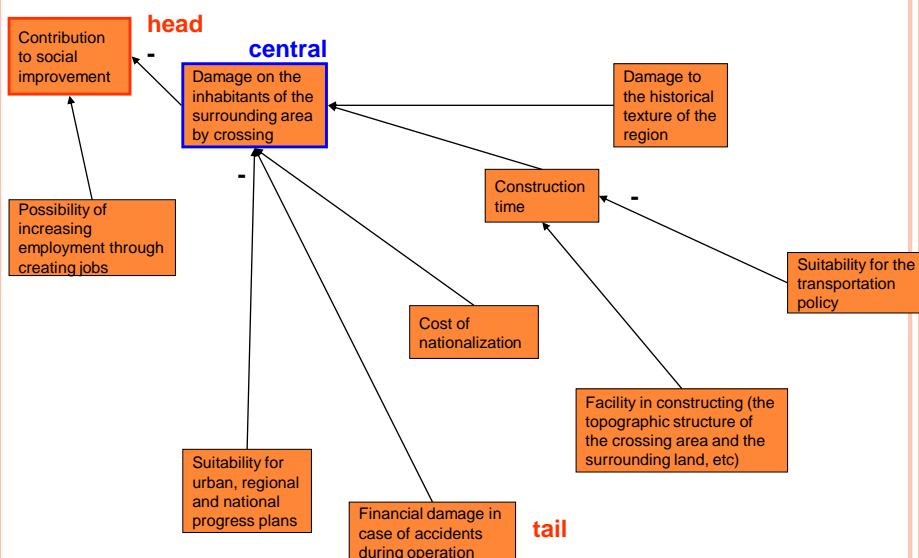 head
Contribution
to social
improvement
-
central
Damage on the
inhabitants of the
surrounding area
by crossing
Damage to
the historical
texture of the
region
-
Construction
time
-
Possibility of
increasing
employment through
creating jobs
Suitability for the
transportation
policy
Cost of
nationalization
Facility in constructing (the
topographic structure of
the crossing area and the
surrounding land, etc)
Suitability for
urban, regional
and national
progress plans
Financial damage in
case of accidents
during operation
tail